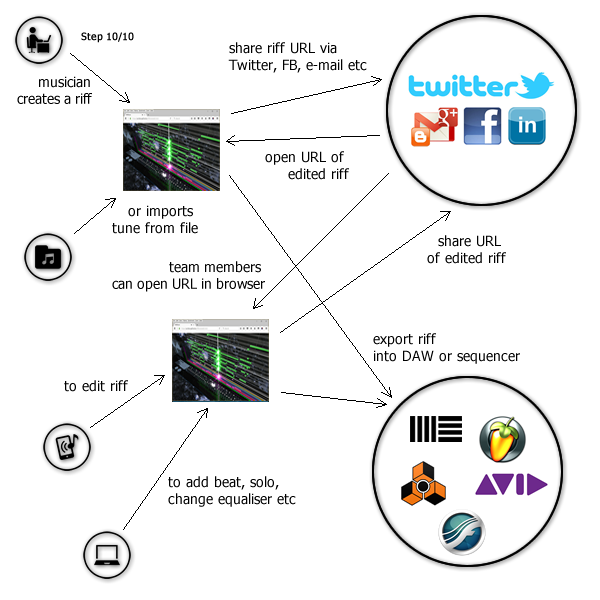 Step 10/10
share riff URL via
Twitter, FB, e-mail etc
musician
creates a riff
twitter
g+
f
in
open URL of
edited riff
or imports
tune from file
share URL
of edited riff
team members
can open URL in browser
export riff
into DAW or sequencer
to edit riff
AVID
to add beat, solo,
change equaliser etc